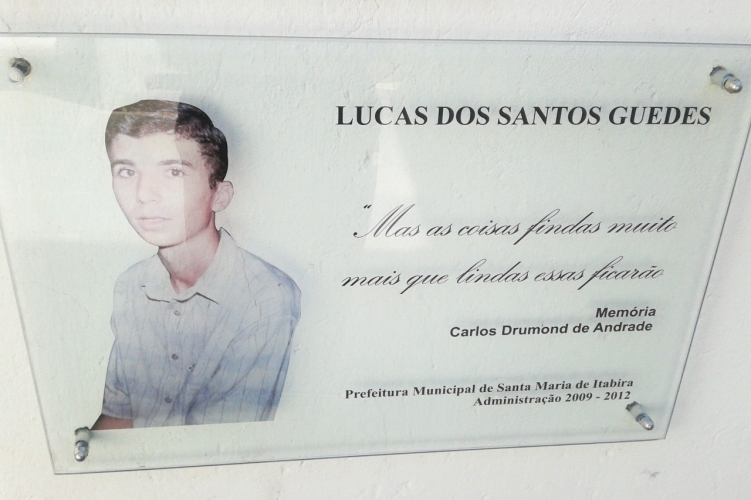 LUCAS DOS SANTOS GUEDES
"Mas as coisas findas muito
mais que lindas essas ficarão
Memória
Carlos Drumond de Andrade
Prefeitura Municipal de Santa Maria de Itabira
Administração 2009 - 2012